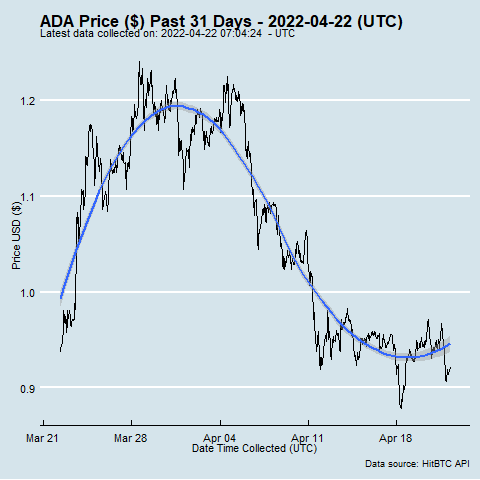 ADA Price ($) Past 31 Days - 2022-04-22 (UTC)
Latest data collected on: 2022-04-22 07:04:24  - UTC
Price USD ($)
1.2
1.1
1.0
0.9
Mar 21
Mar 28
Apr 04
Apr 11
Apr 18
Date Time Collected (UTC)
Data source: HitBTC API